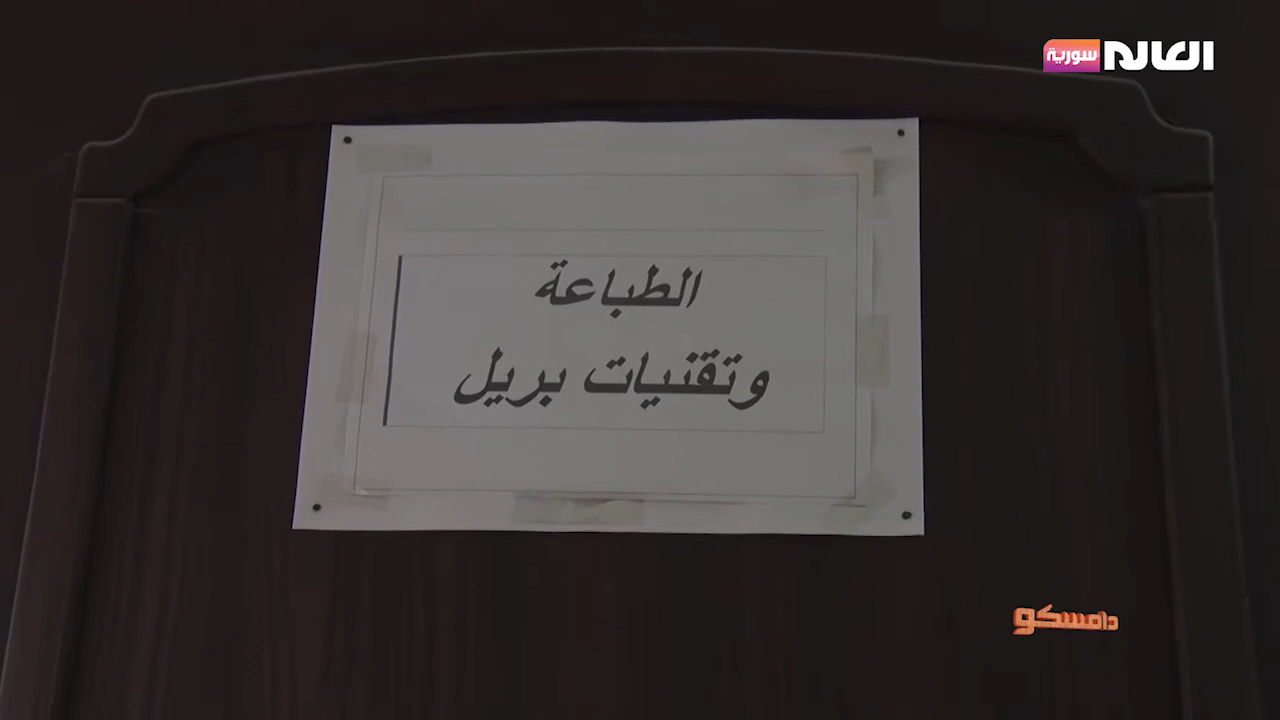 العالم سورية
الطباعة
وتقنيات بريل
دامسكو